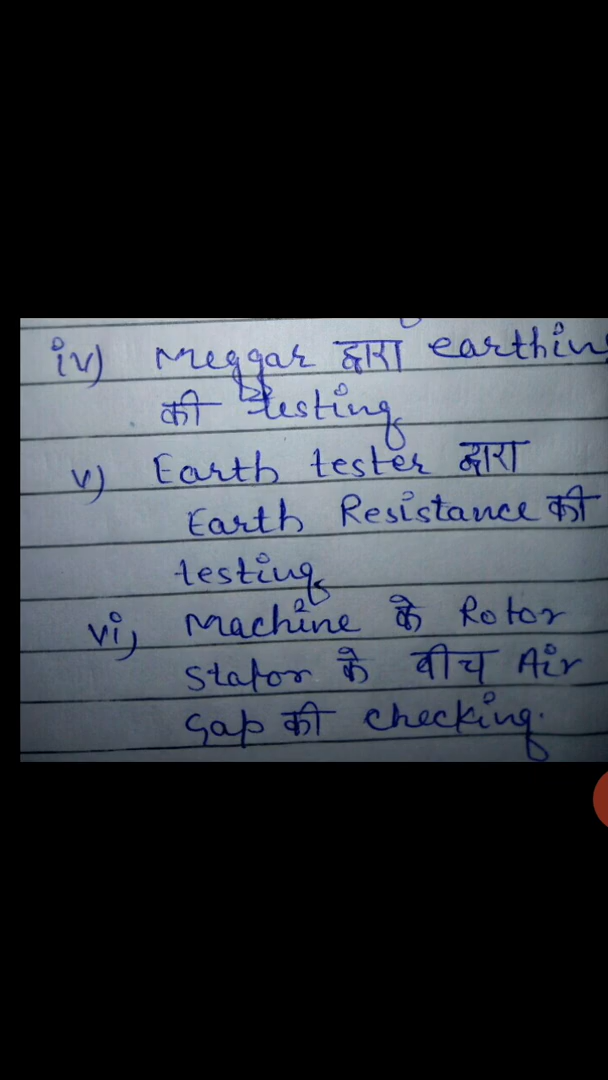 iv) Meggar द्वारा earthin
की testing
v) Earth tester द्वारा
Earth Resistance की
testing
vi) Machine के Rotor
stator के बीच Air
Gap की checking.